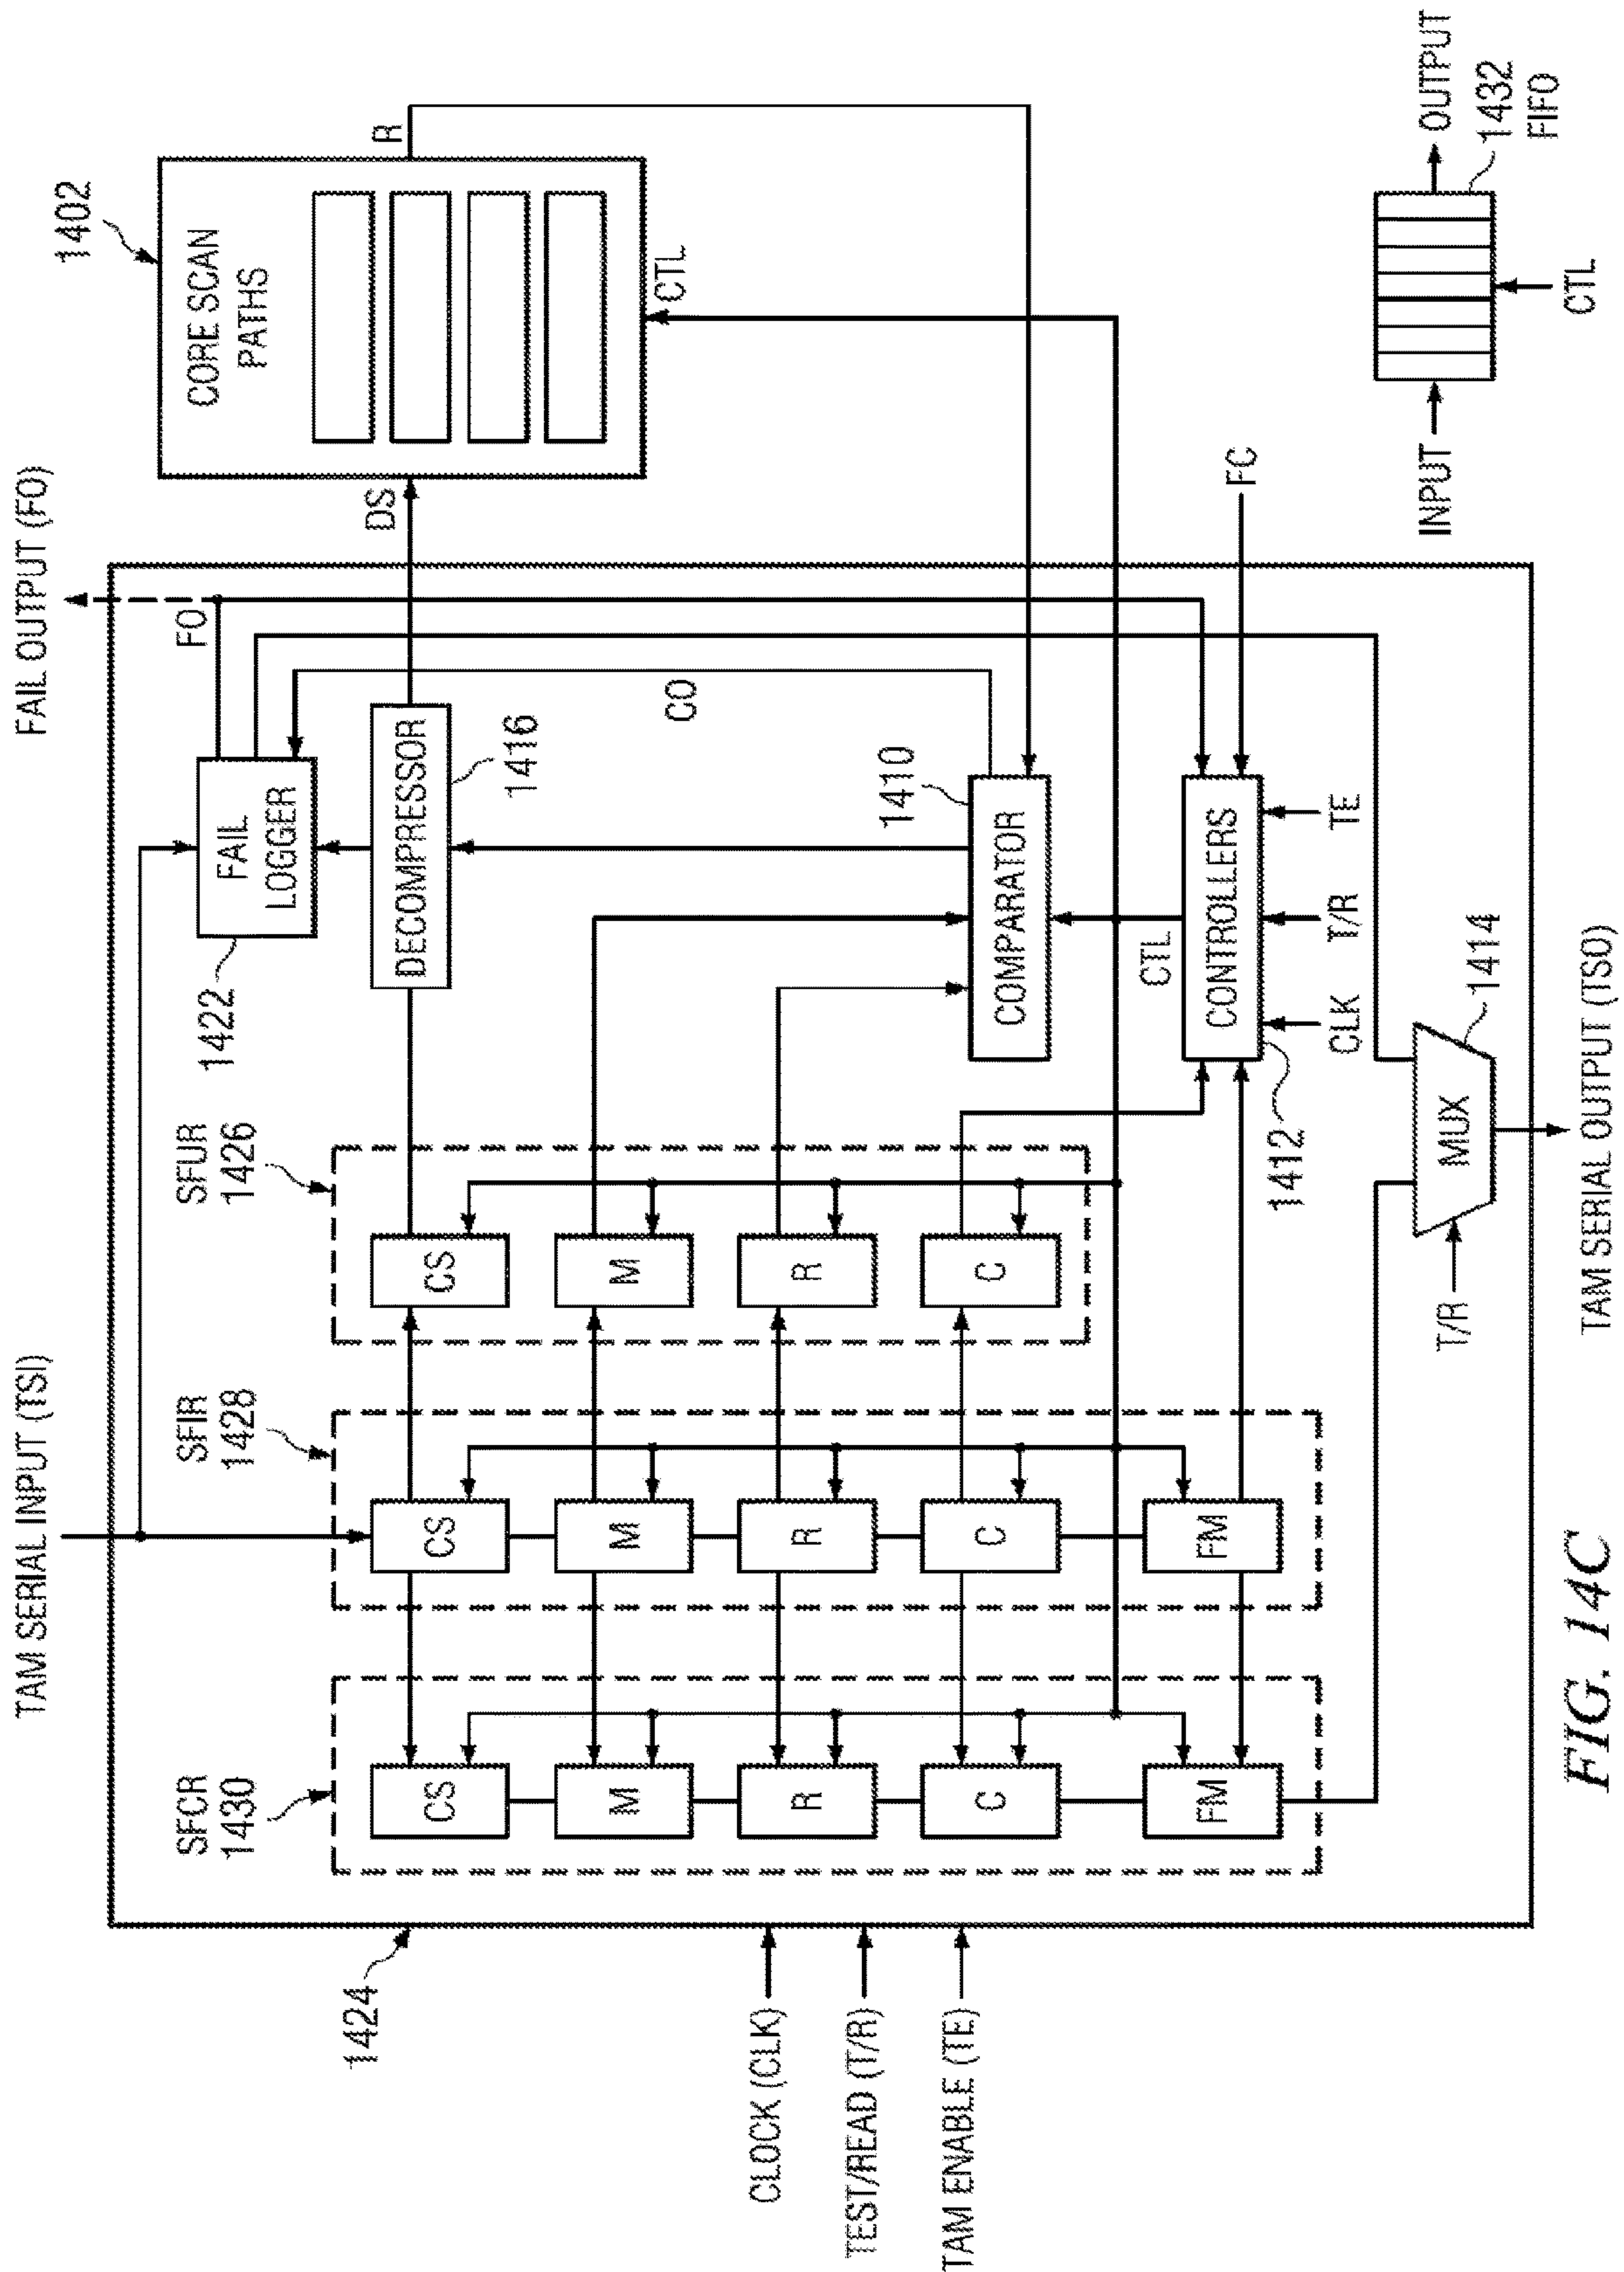 TAM SERIAL INPUT (TSI)
FAIL OUTPUT (FO)
1424
SFCR
1430
SFIR
1428
SFUR
1426
1422
FAIL
LOGGER
FO
1402
CORE SCAN
PATHS
CS
CS
CS
DECOMPRESSOR
1416
DS
R
M
M
M
CO
CTL
CLOCK (CLK)
TEST/READ (T/R)
TAM ENABLE (TE)
R
R
R
C
C
C
COMPARATOR
1410
CTL
FM
FM
1412
CONTROLLERS
FC
CLK
T/R
TE
T/R
MUX
1414
TAM SERIAL OUTPUT (TSO)
INPUT
OUTPUT
1432
FIFO
CTL
FIG. 14C